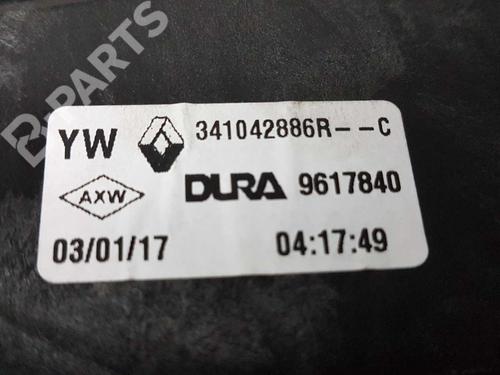 B-PARTS
YW 341042886R--C
AXW DURA 9617840
03/01/17 04:17:49